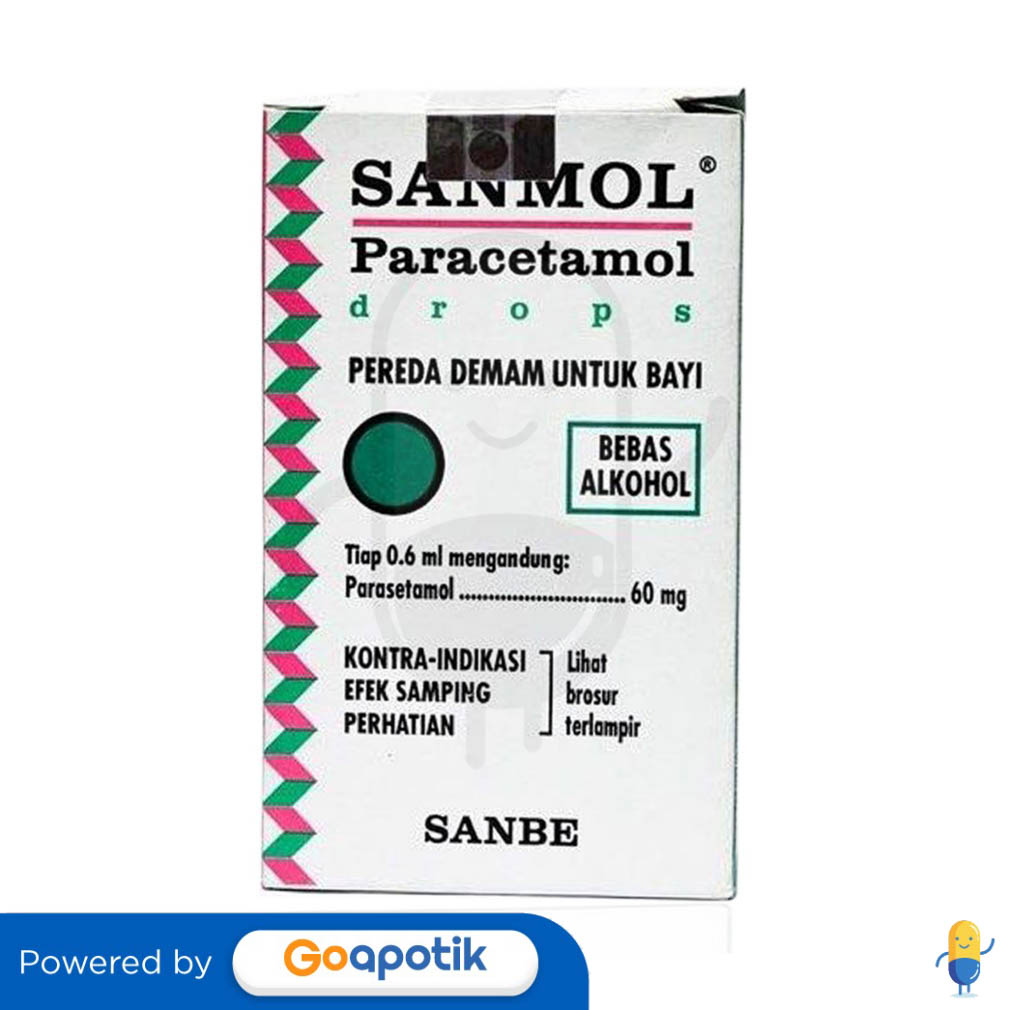 SANMOL®
Paracetamol
drops
PEREDA DEMAM UNTUK BAYI
BEBAS
ALKOHOL
Tiap 0.6 ml mengandung:
Parasetamol ............................ 60 mg
KONTRA-INDIKASI
EFEK SAMPING
PERHATIAN
Lihat
brosur
terlampir
SANBE
Powered by Goapotik